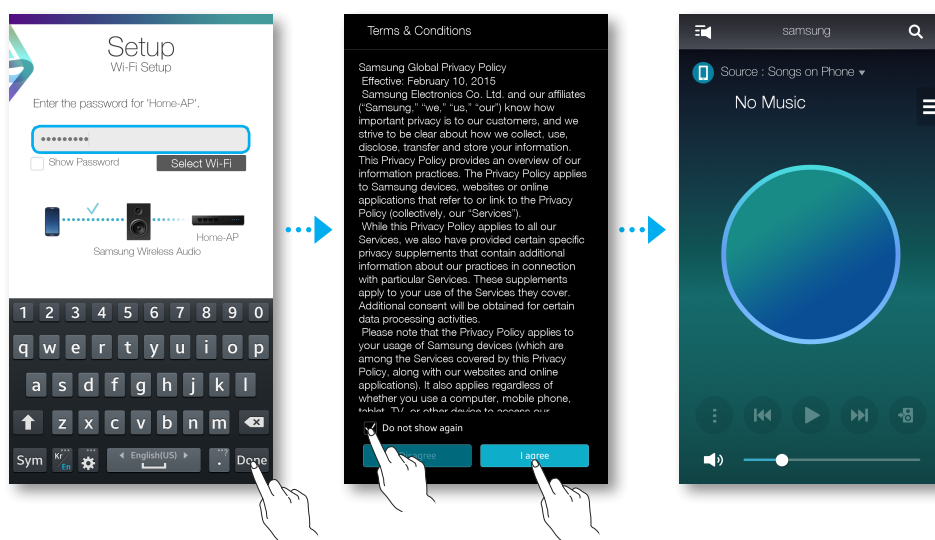 Setup
Wi-Fi Setup
Enter the password for 'Home-AP'.
Show Password
Select Wi-Fi
Home-AP
Samsung Wireless Audio
1 2 3 4 5 6 7 8 9 0
q w e r t y u i o p
a s d f g h j k l
z x c v b n m
Sym Kr En English(US) . Done
Terms & Conditions
Samsung Global Privacy Policy
Effective: February 10, 2015
Samsung Electronics Co. Ltd. and our affiliates
("Samsung," "we," "us," "our") know how
important privacy is to our customers, and we
strive to be clear about how we collect, use,
disclose, transfer and store your information.
This Privacy Policy provides an overview of our
information practices. The Privacy Policy applies
to Samsung devices, websites or online
applications that refer to or link to the Privacy
Policy (collectively, our "Services").
While this Privacy Policy applies to all our
Services, we also have provided certain specific
privacy supplements that contain additional
information about our practices in connection
with particular Services. These supplements
apply to your use of the Services they cover.
Additional consent will be obtained for certain
data processing activities.
Please note that the Privacy Policy applies to
your usage of Samsung devices (which are
among the Services covered by this Privacy
Policy, along with our websites and online
applications). It also applies regardless of
whether you use a computer, mobile phone,
tablet, TV, or other device to access our
Do not show again
Disagree
I agree
samsung
Source : Songs on Phone
No Music